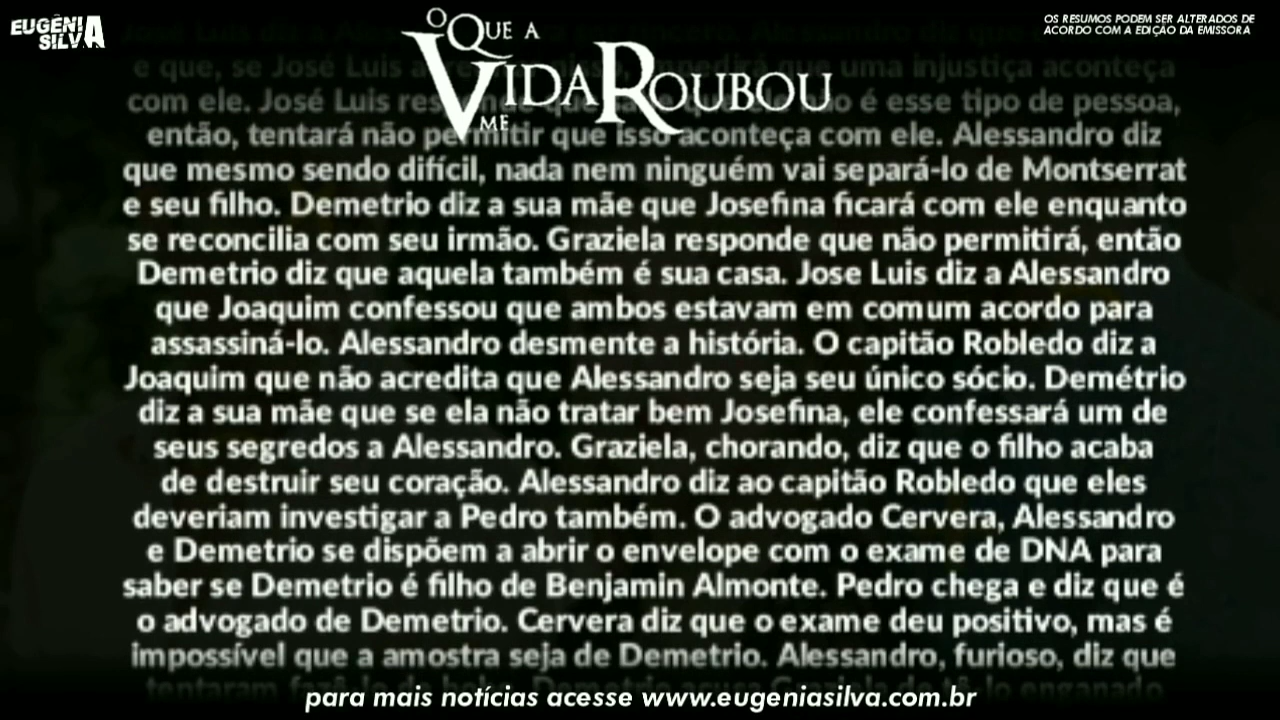 EUGÊNIA
SILVA
O QUE A
VIDA ROUBOU
ME
OS RESUMOS PODEM SER ALTERADOS DE
ACORDO COM A EDIÇÃO DA EMISSORA
e que, se José Luis uma injustiça aconteça
com ele. José Luis é esse tipo de pessoa,
então, tentará não permitir que isso aconteça com ele. Alessandro diz
que mesmo sendo difícil, nada nem ninguém vai separá-lo de Montserrat
e seu filho. Demetrio diz a sua mãe que Josefina ficará com ele enquanto
se reconcilia com seu irmão. Graziela responde que não permitirá, então
Demetrio diz que aquela também é sua casa. Jose Luis diz a Alessandro
que Joaquim confessou que ambos estavam em comum acordo para
assassiná-lo. Alessandro desmente a história. O capitão Robledo diz a
Joaquim que não acredita que Alessandro seja seu único sócio. Demétrio
diz a sua mãe que se ela não tratar bem Josefina, ele confessará um de
seus segredos a Alessandro. Graziela, chorando, diz que o filho acaba
de destruir seu coração. Alessandro diz ao capitão Robledo que eles
deveriam investigar a Pedro também. O advogado Cervera, Alessandro
e Demetrio se dispõem a abrir o envelope com o exame de DNA para
saber se Demetrio é filho de Benjamin Almonte. Pedro chega e diz que é
o advogado de Demetrio. Cervera diz que o exame deu positivo, mas é
impossível que a amostra seja de Demetrio. Alessandro, furioso, diz que
para mais notícias acesse www.eugeniasilva.com.br